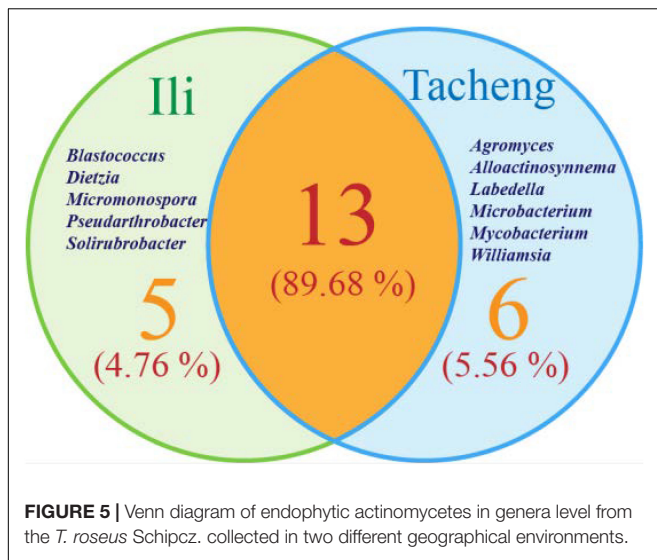 Ili
Tacheng
Blastococcus
Dietzia
Micromonospora
Pseudarthrobacter
Solirubrobacter
5
(4.76 %)
13
(89.68 %)
Agromyces
Alloactinosynnema
Labedella
Microbacterium
Mycobacterium
Williamsia
6
(5.56 %)
FIGURE 5 | Venn diagram of endophytic actinomycetes in genera level from
the T. roseus Schipcz. collected in two different geographical environments.